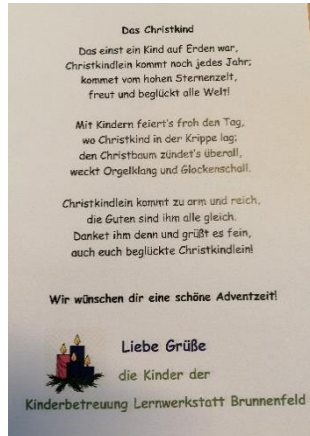 Das Christkind
Das einst ein Kind auf Erden war,
Christkindlein kommt noch jedes Jahr;
kommet vom hohen Sternenzelt,
freut und beglückt alle Welt!
Mit Kindern feiert's froh den Tag,
wo Christkind in der Krippe lag;
den Christbaum zündet's überall,
weckt Orgelklang und Glockenschall.
Christkindlein kommt zu arm und reich,
die Guten sind ihm alle gleich.
Danket ihm denn und grüßt es fein,
auch euch beglückte Christkindlein!
Wir wünschen dir eine schöne Adventzeit!
Liebe Grüße
die Kinder der
Kinderbetreuung Lernwerkstatt Brunnenfeld